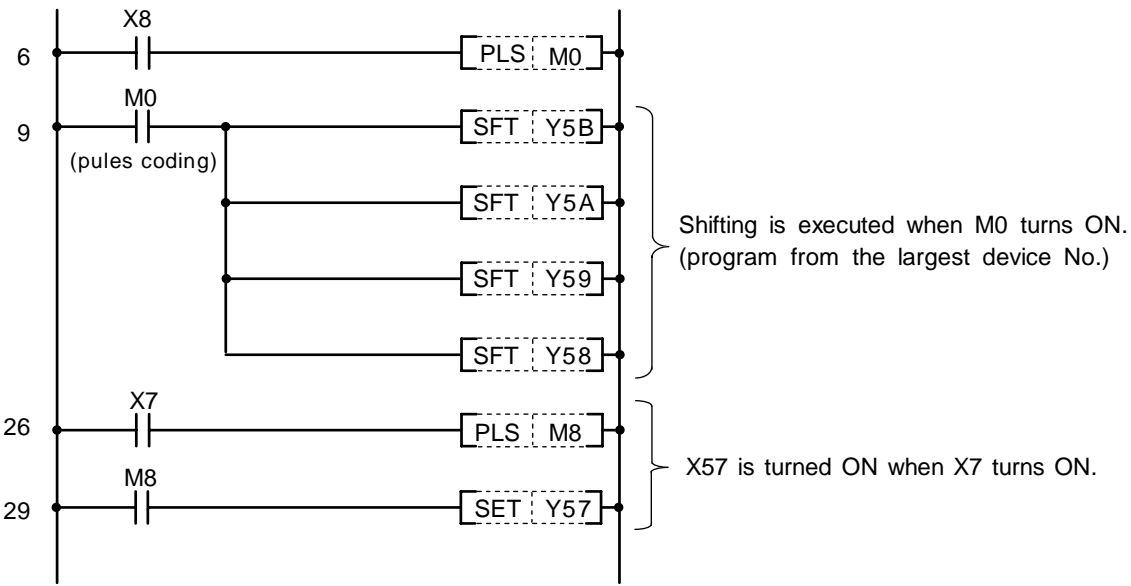 X8
6 PLS M0
M0
9 SFT Y5B
(pules coding)
SFT Y5A
Shifting is executed when M0 turns ON.
(program from the largest device No.)
SFT Y59
SFT Y58
X7
26 PLS M8
X57 is turned ON when X7 turns ON.
M8
29 SET Y57